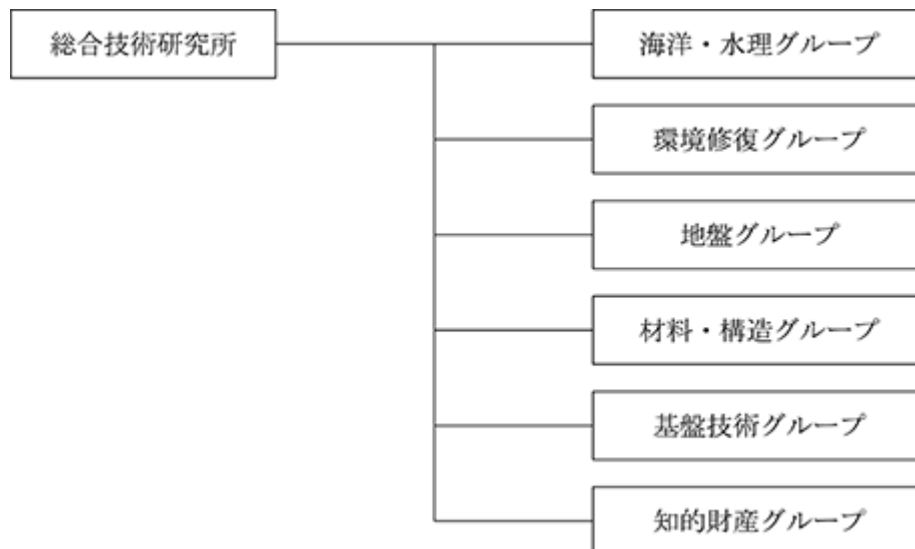 総合技術研究所
海洋・水理グループ
環境修復グループ
地盤グループ
材料・構造グループ
基盤技術グループ
知的財産グループ